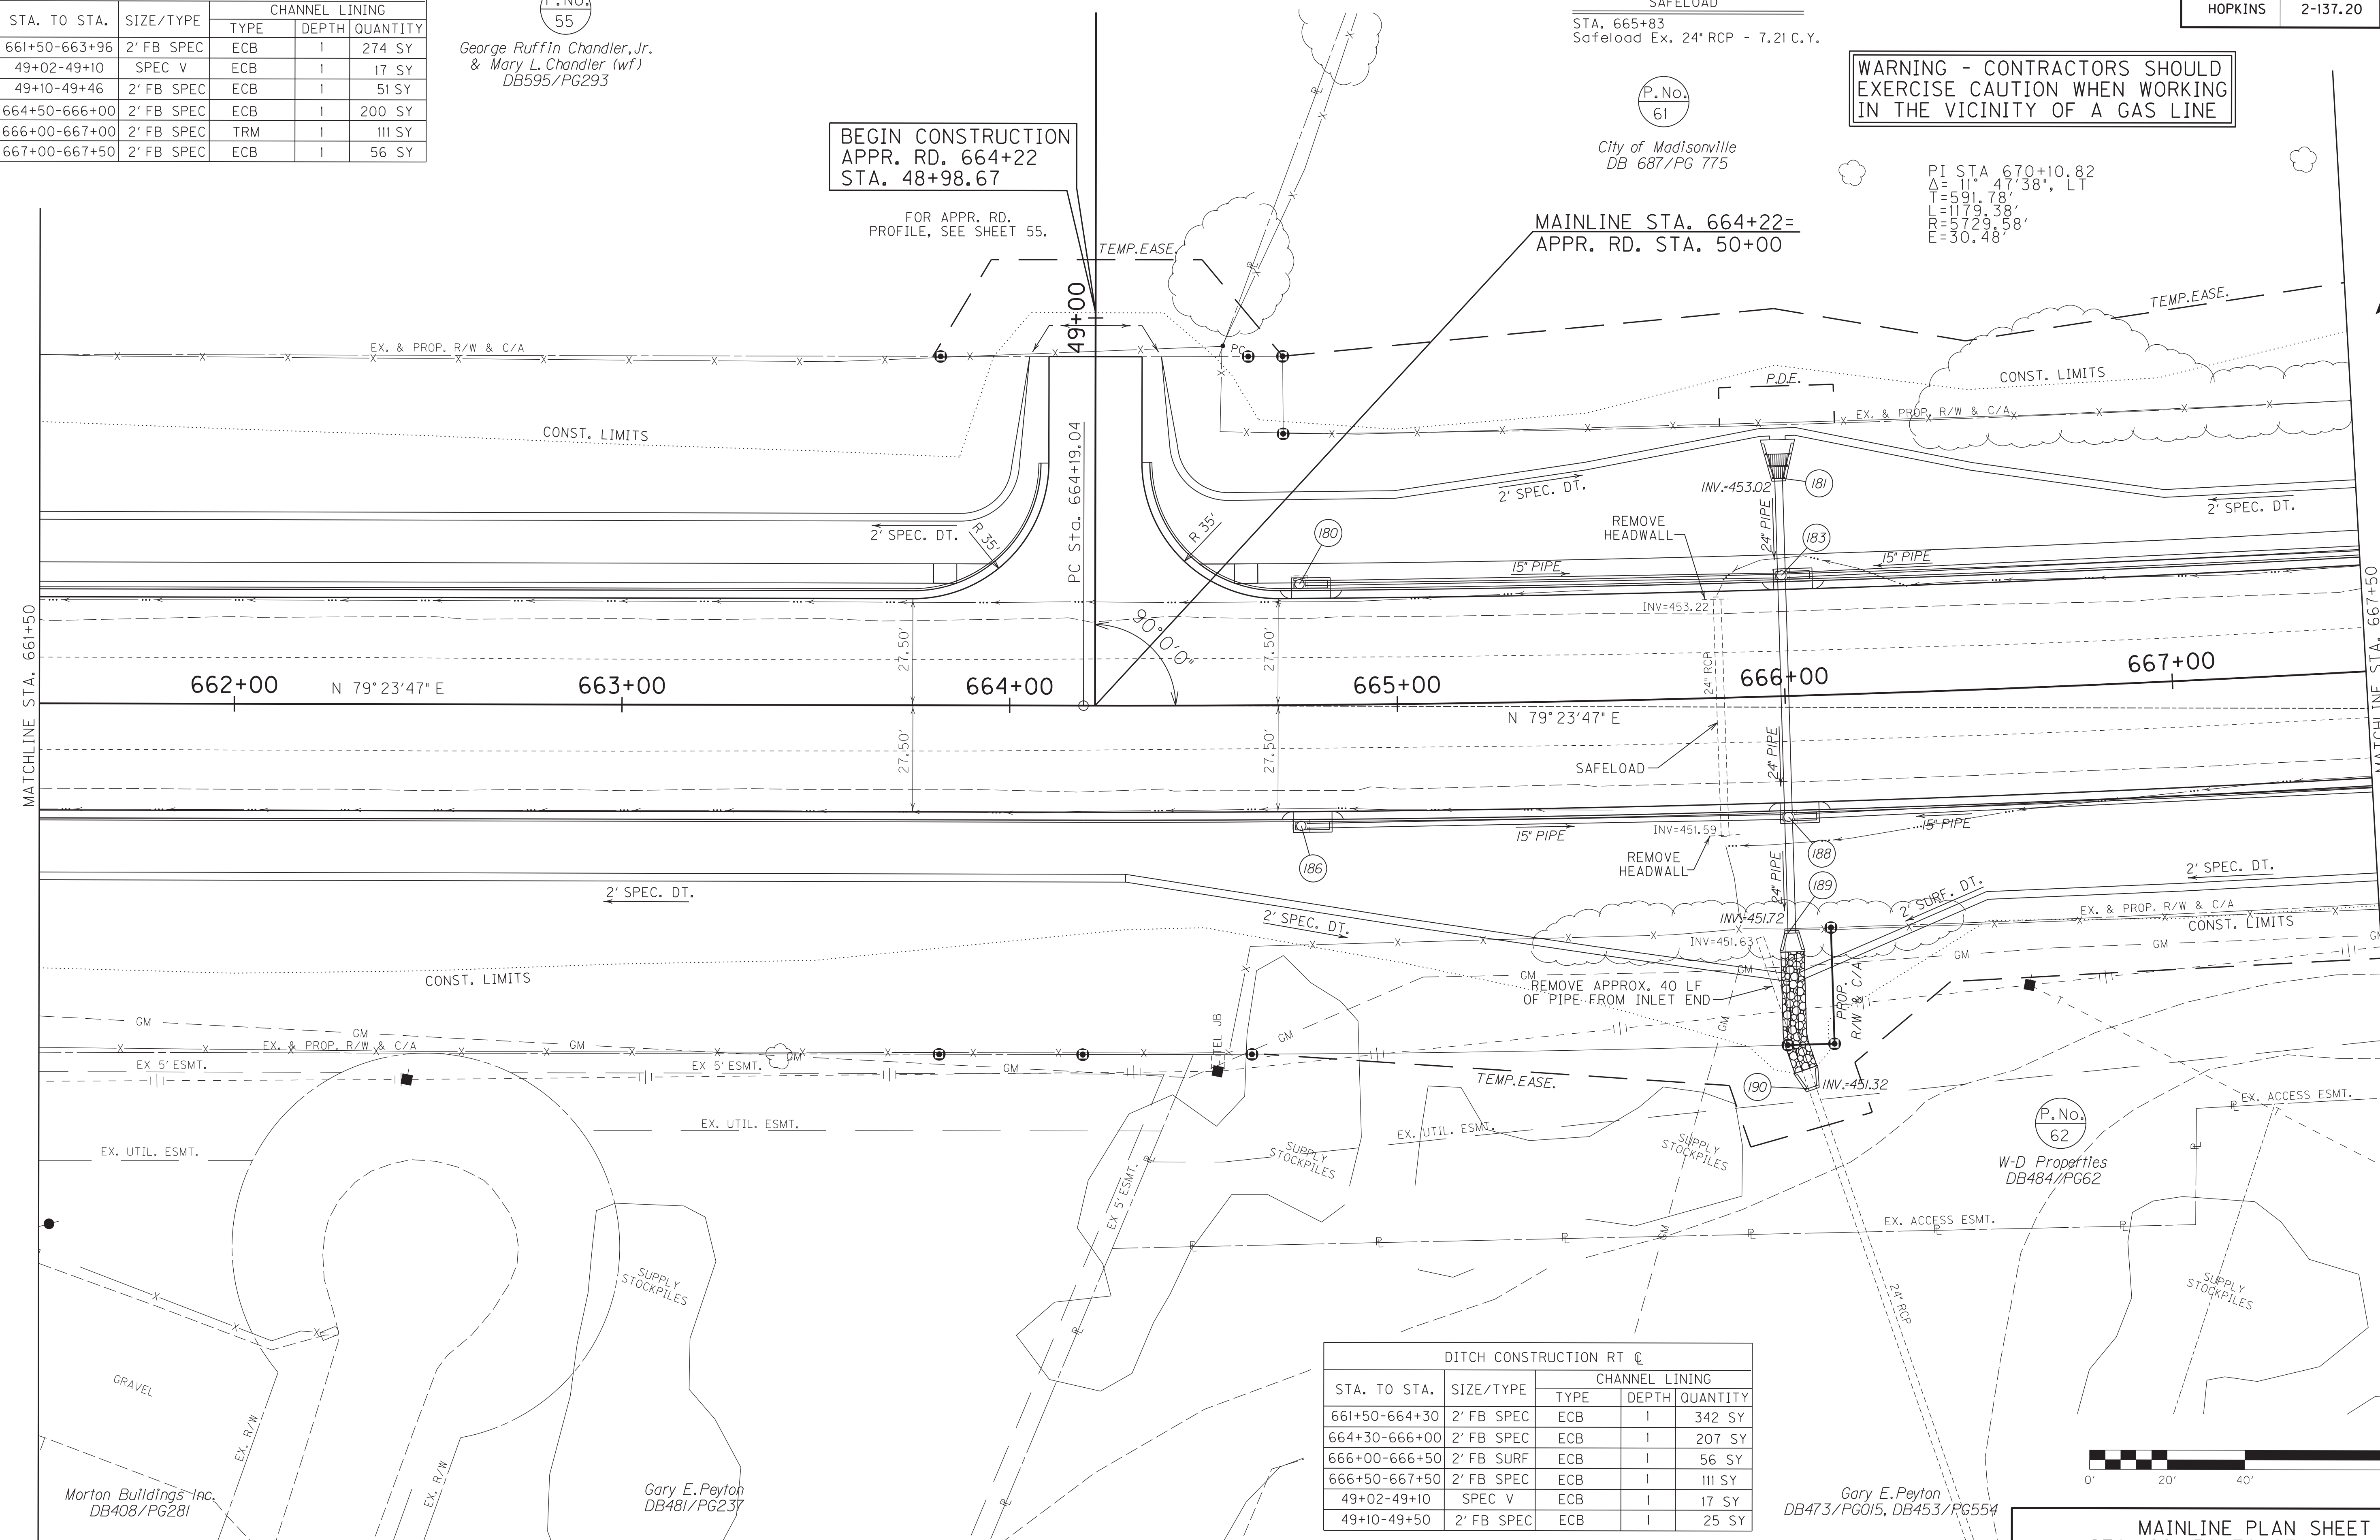 STA. TO STA. SIZE/TYPE CHANNEL LINING
TYPE DEPTH QUANTITY
661+50-663+96 2' FB SPEC ECB 1 274 SY
49+02-49+10 SPEC V ECB 1 17 SY
49+10-49+46 2' FB SPEC ECB 1 51 SY
664+50-666+00 2' FB SPEC ECB 1 200 SY
666+00-667+00 2' FB SPEC TRM 1 111 SY
667+00-667+50 2' FB SPEC ECB 1 56 SY
P.No.
55
George Ruffin Chandler, Jr.
& Mary L. Chandler (wf)
DB595/PG293
SAFELOAD
STA. 665+83
Safeload Ex. 24" RCP - 7.21 C.Y.
HOPKINS 2-137.20
P.No.
61
City of Madisonville
DB 687/PG 775
WARNING - CONTRACTORS SHOULD
EXERCISE CAUTION WHEN WORKING
IN THE VICINITY OF A GAS LINE
PI STA 670+10.82
Δ= 11° 47'38", LT
T=591.78'
L=1179.38'
R=5729.58'
E=30.48'
BEGIN CONSTRUCTION
APPR. RD. 664+22
STA. 48+98.67
FOR APPR. RD.
PROFILE, SEE SHEET 55.
MAINLINE STA. 664+22=
APPR. RD. STA. 50+00
TEMP. EASE.
TEMP. EASE.
49+00
PC
EX. & PROP. R/W & C/A
CONST. LIMITS
P.D.E.
CONST. LIMITS
EX. & PROP. R/W & C/A
PC Sta. 664+19.04
2' SPEC. DT.
R 35'
R 35'
180
2' SPEC. DT.
INV.=453.02
181
2' SPEC. DT.
REMOVE
HEADWALL
24" PIPE
183
15" PIPE
15" PIPE
INV=453.22
MATCHLINE STA. 661+50
MATCHLINE STA. 667+50
27.50'
27.50'
90°0'0"
24" RCP
662+00
N 79°23'47" E
663+00
664+00
665+00
666+00
667+00
N 79°23'47" E
27.50'
27.50'
SAFELOAD
24" PIPE
15" PIPE
INV=451.59
15" PIPE
186
REMOVE
HEADWALL
188
24" PIPE
189
2' SPEC. DT.
2' SPEC. DT.
2' SURF. DT.
2' SPEC. DT.
INV.=451.72
INV=451.63
EX. & PROP. R/W & C/A
CONST. LIMITS
CONST. LIMITS
REMOVE APPROX. 40 LF
OF PIPE FROM INLET END
PROP.
R/W & C/A
GM
GM
GM
GM
GM
GM
GM
GM
GM
GM
GM
GM
EX. & PROP. R/W & C/A
TEL JB
EX 5' ESMT.
EX 5' ESMT.
TEMP. EASE.
190
INV.=451.32
EX. UTIL. ESMT.
EX. UTIL. ESMT.
EX. UTIL. ESMT.
EX 5' ESMT.
SUPPLY
STOCKPILES
SUPPLY
STOCKPILES
P.No.
62
W-D Properties
DB484/PG62
EX. ACCESS ESMT.
EX. ACCESS ESMT.
SUPPLY
STOCKPILES
SUPPLY
STOCKPILES
24" RCP
GRAVEL
EX. R/W
EX. R/W
Morton Buildings Inc.
DB408/PG281
Gary E. Peyton
DB481/PG237
DITCH CONSTRUCTION RT ℄
STA. TO STA. SIZE/TYPE CHANNEL LINING
TYPE DEPTH QUANTITY
661+50-664+30 2' FB SPEC ECB 1 342 SY
664+30-666+00 2' FB SPEC ECB 1 207 SY
666+00-666+50 2' FB SURF ECB 1 56 SY
666+50-667+50 2' FB SPEC ECB 1 111 SY
49+02-49+10 SPEC V ECB 1 17 SY
49+10-49+50 2' FB SPEC ECB 1 25 SY
Gary E. Peyton
DB473/PG015, DB453/PG554
0' 20' 40'
MAINLINE PLAN SHEET